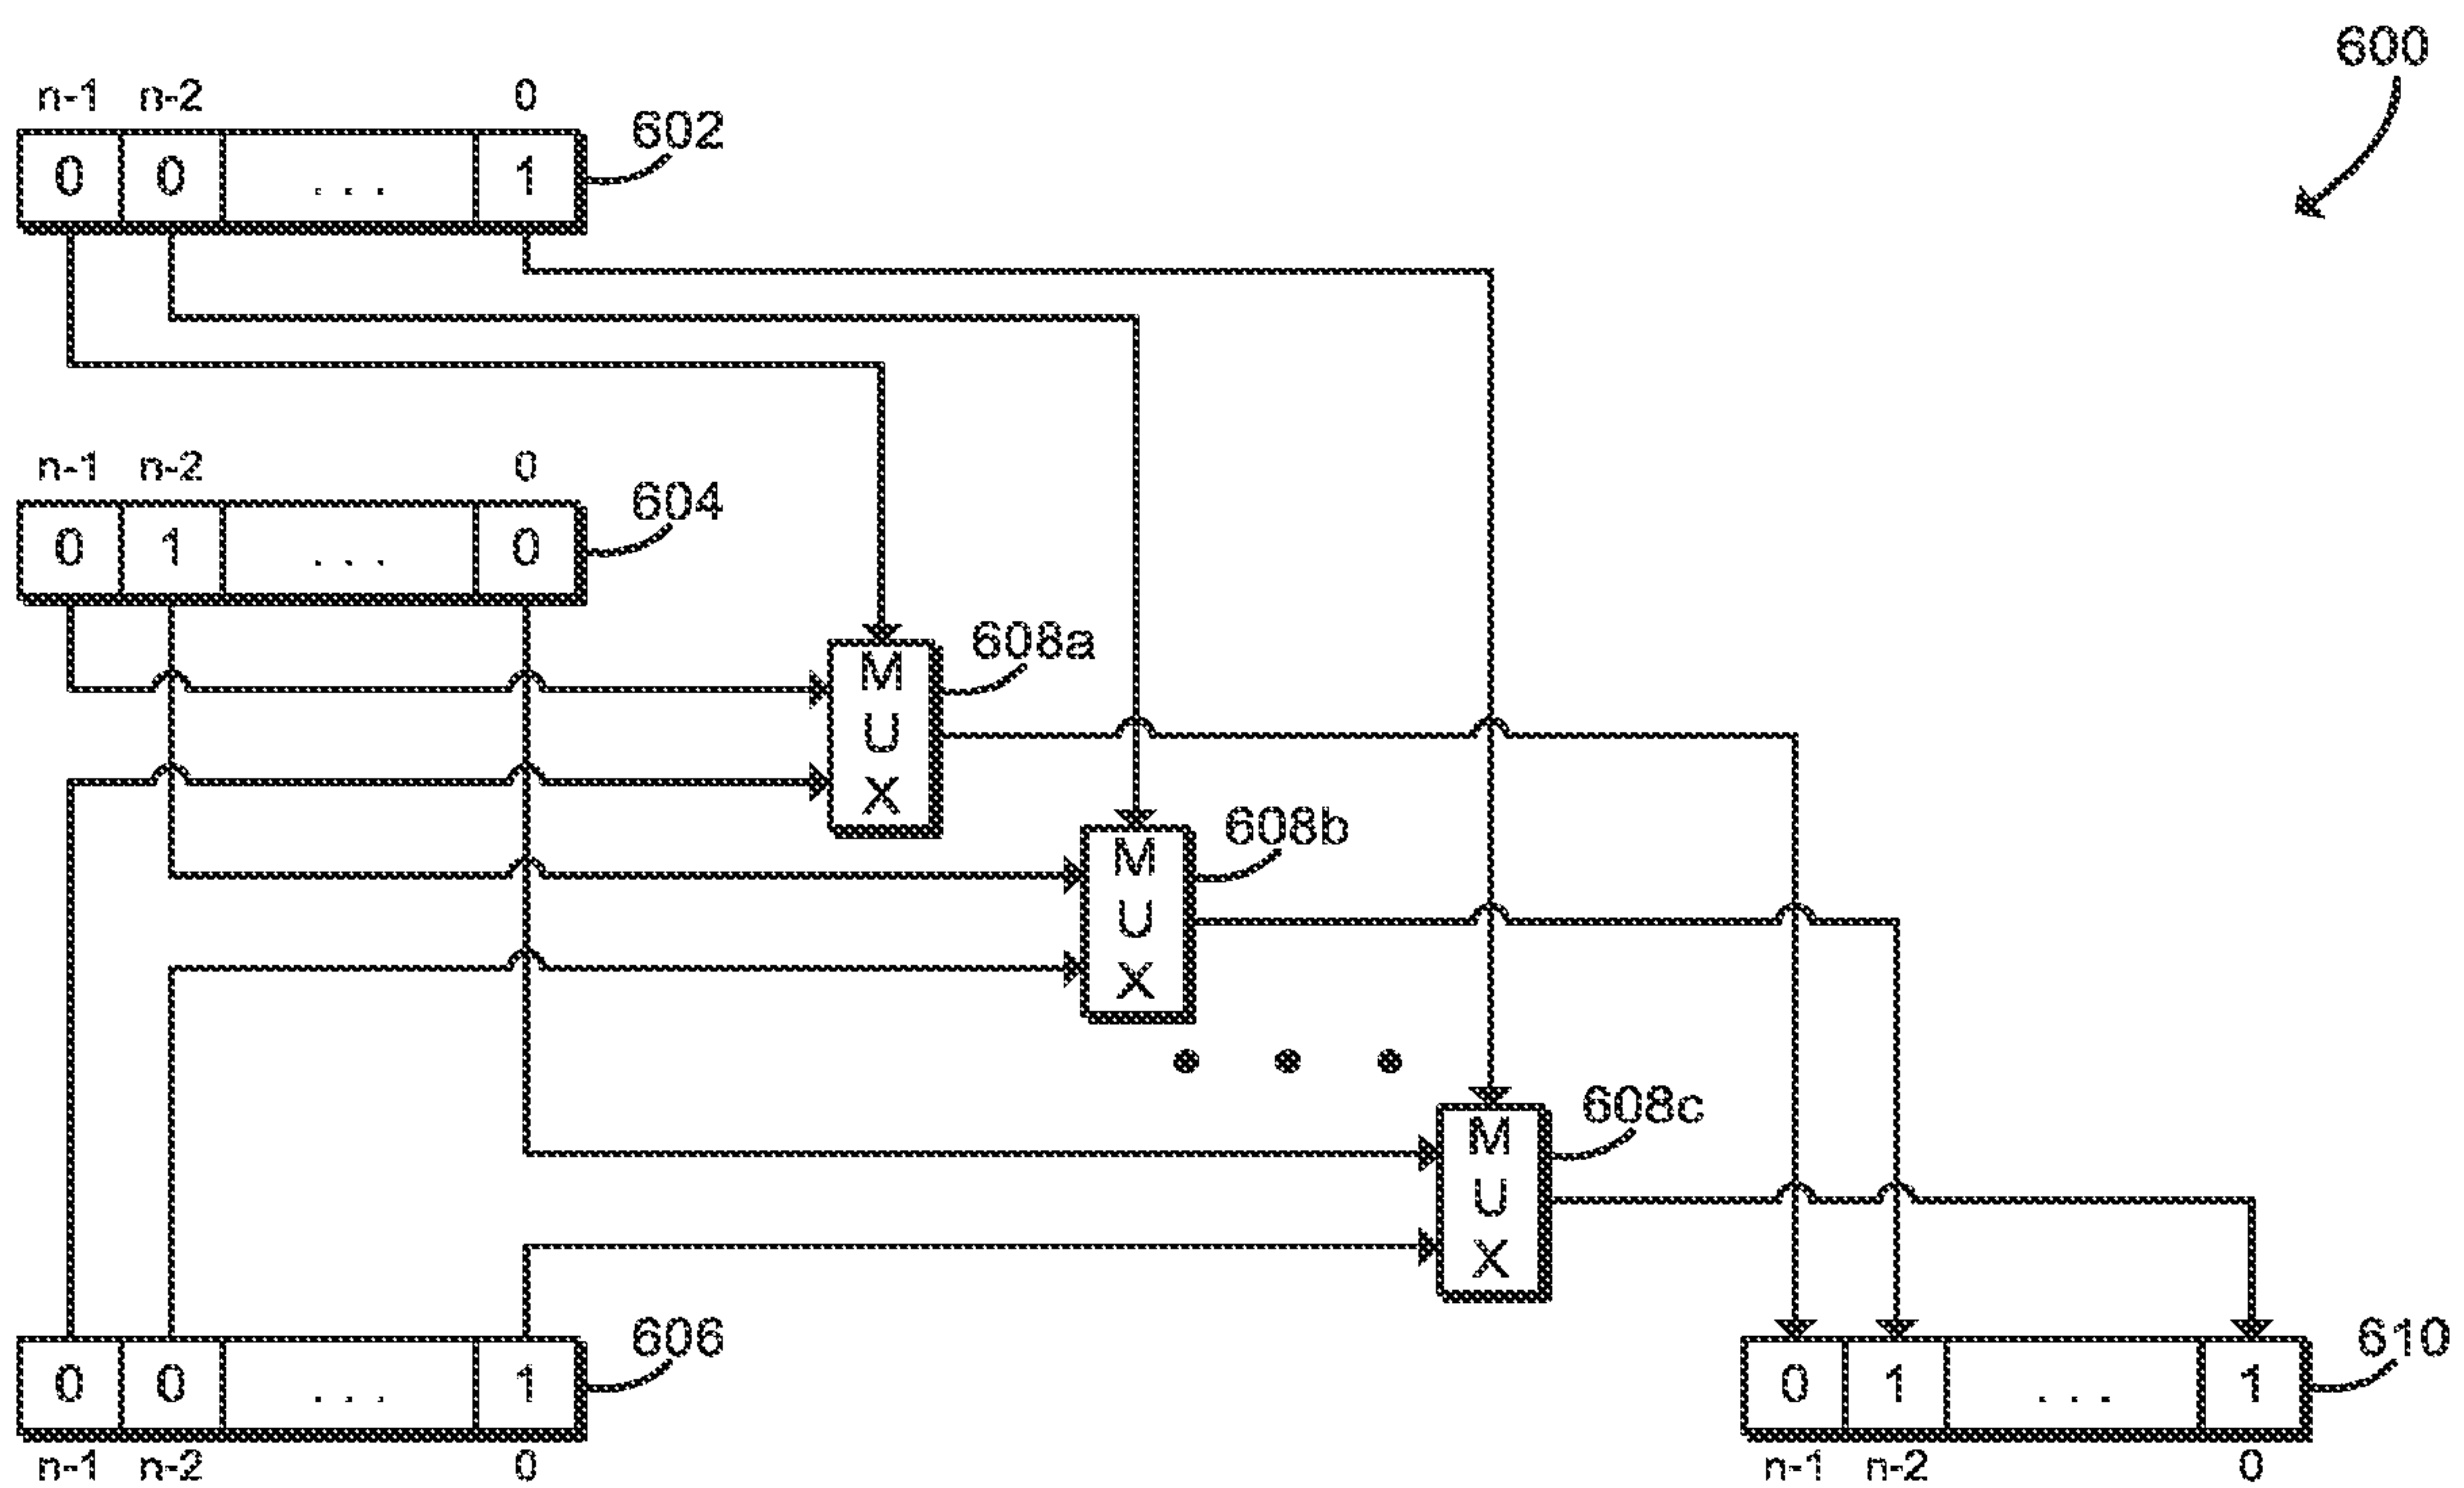 600
n-1 n-2 0
602
0 0 . . . 1
n-1 n-2 0
604
0 1 . . . 0
608a
M
U
X
608b
M
U
X
608c
M
U
X
606
0 0 . . . 1
n-1 n-2 0
610
0 1 . . . 1
n-1 n-2 0